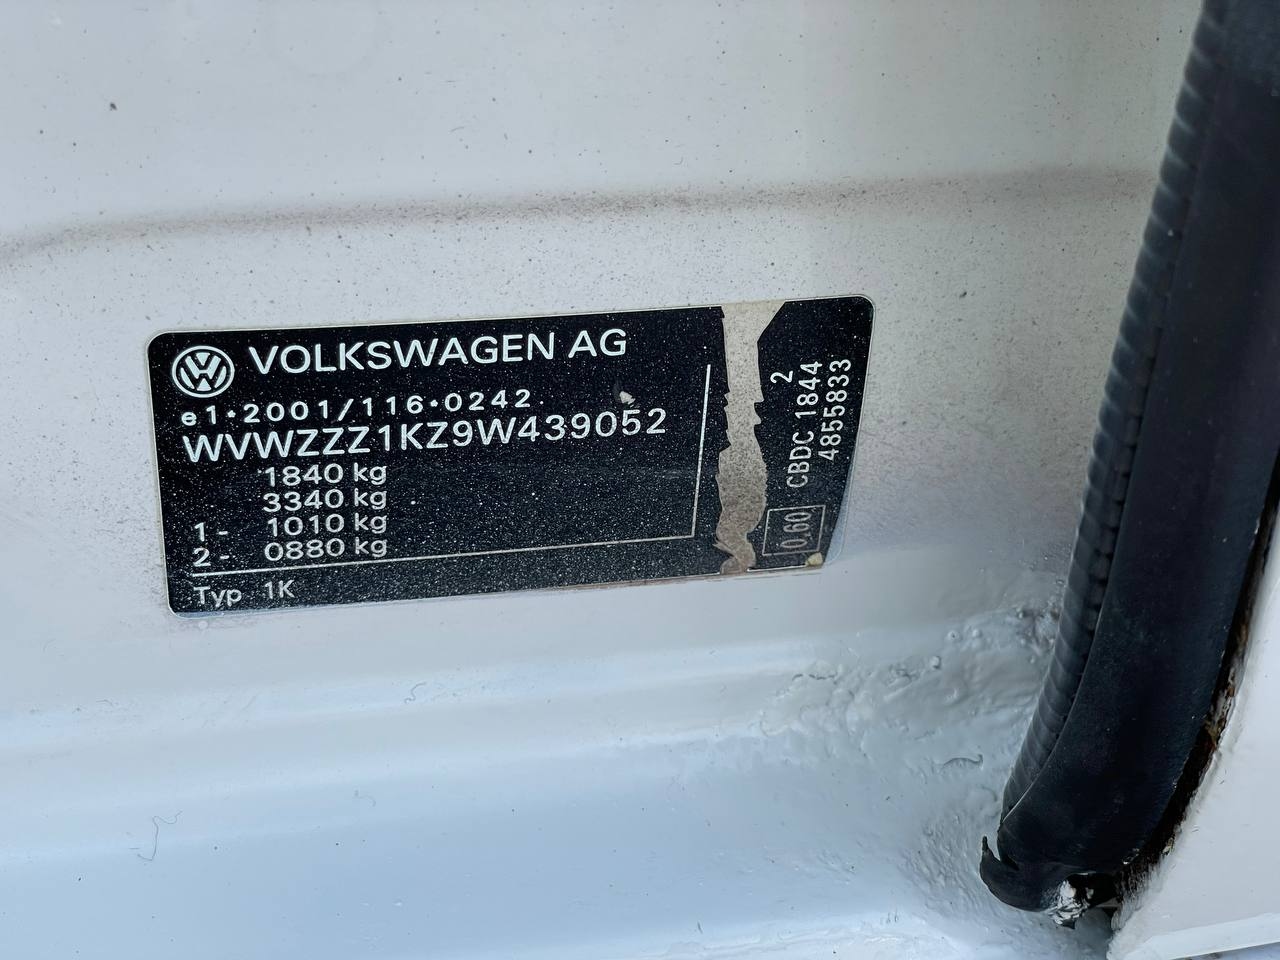 VOLKSWAGEN AG
e1*2001/116*0242
WVWZZZ1KZ9W439052
1840 kg
3340 kg
1 - 1010 kg
2 - 0880 kg
Typ 1K
2
CBDC 1844
4855833
0,60